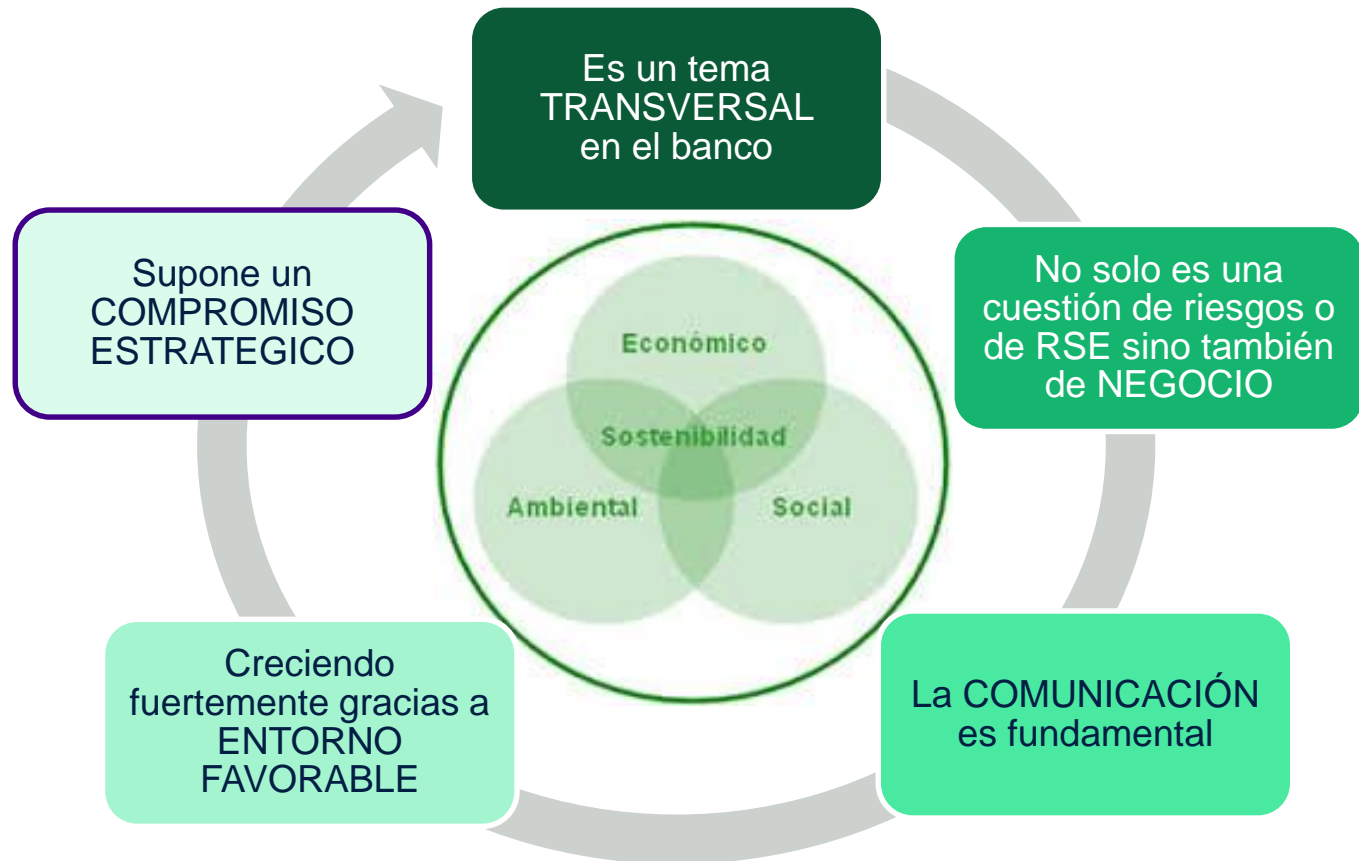 Es un tema
TRANSVERSAL
en el banco
No solo es una
cuestión de riesgos o
de RSE sino también
de NEGOCIO
La COMUNICACIÓN
es fundamental
Creciendo
fuertemente gracias a
ENTORNO
FAVORABLE
Supone un
COMPROMISO
ESTRATEGICO
Económico
Sostenibilidad
Ambiental
Social